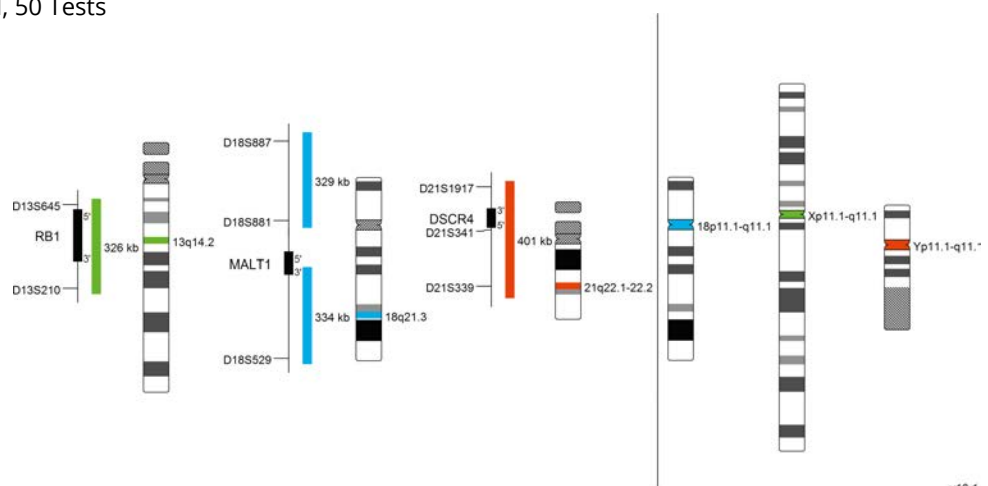 , 50 Tests
D13S645
5'
RB1
326 kb
3'
D13S210
13q14.2
D18S887
329 kb
D18S881
MALT1
5'
3'
334 kb
D18S529
18q21.3
D21S1917
3'
DSCR4
5'
D21S341
401 kb
D21S339
21q22.1-22.2
18p11.1-q11.1
Xp11.1-q11.1
Yp11.1-q11.1